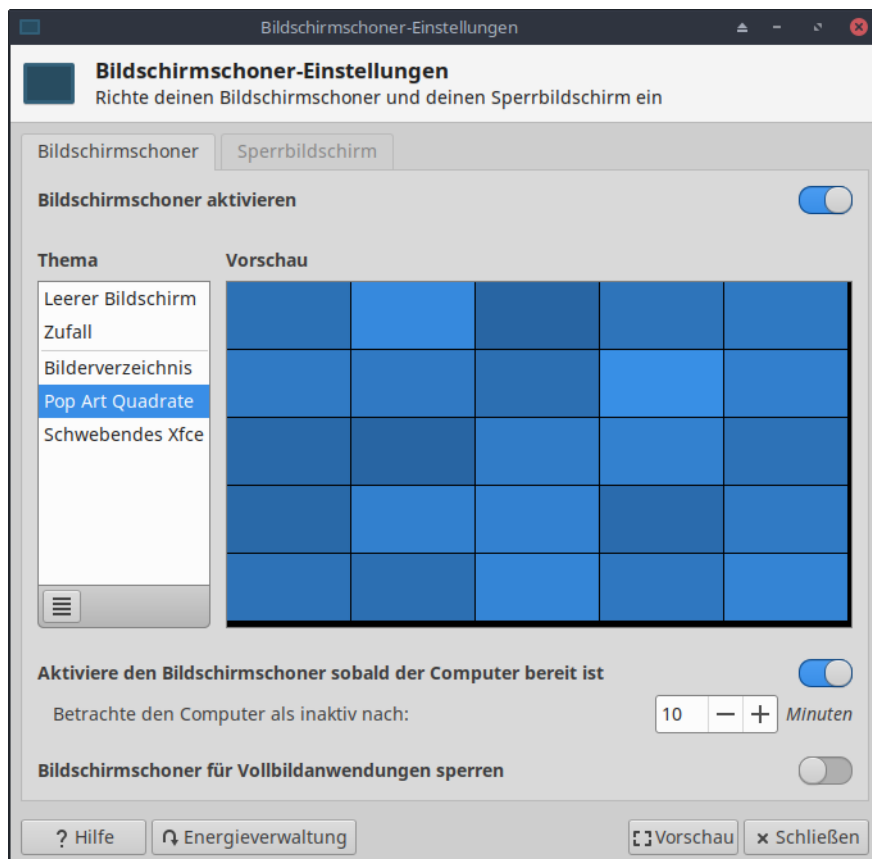 Bildschirmschoner-Einstellungen
Bildschirmschoner-Einstellungen
Richte deinen Bildschirmschoner und deinen Sperrbildschirm ein
Bildschirmschoner Sperrbildschirm
Bildschirmschoner aktivieren
Thema Vorschau
Leerer Bildschirm
Zufall
Bilderverzeichnis
Pop Art Quadrate
Schwebendes Xfce
Aktiviere den Bildschirmschoner sobald der Computer bereit ist
Betrachte den Computer als inaktiv nach: 10 Minuten
Bildschirmschoner für Vollbildanwendungen sperren
? Hilfe Energieverwaltung Vorschau Schließen